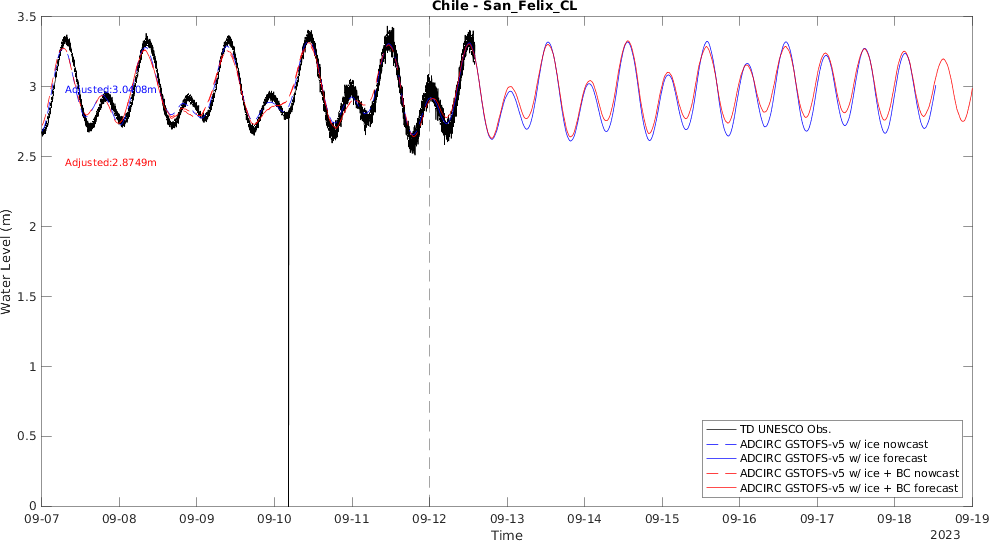 Chile - San_Felix_CL
3.5
3
2.5
2
1.5
1
0.5
0
Water Level (m)
Adjusted:3.0408m
Adjusted:2.8749m
TD UNESCO Obs.
ADCIRC GSTOFS-v5 w/ ice nowcast
ADCIRC GSTOFS-v5 w/ ice forecast
ADCIRC GSTOFS-v5 w/ ice + BC nowcast
ADCIRC GSTOFS-v5 w/ ice + BC forecast
09-07 09-08 09-09 09-10 09-11 09-12 09-13 09-14 09-15 09-16 09-17 09-18 09-19
Time
2023